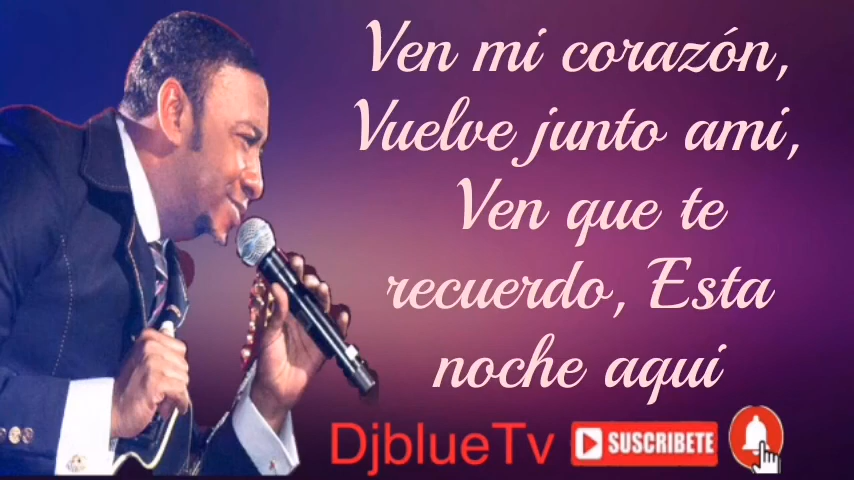 Ven mi corazón,
Vuelve junto ami,
Ven que te
recuerdo, Esta
noche aqui
DjblueTv SUSCRIBETE